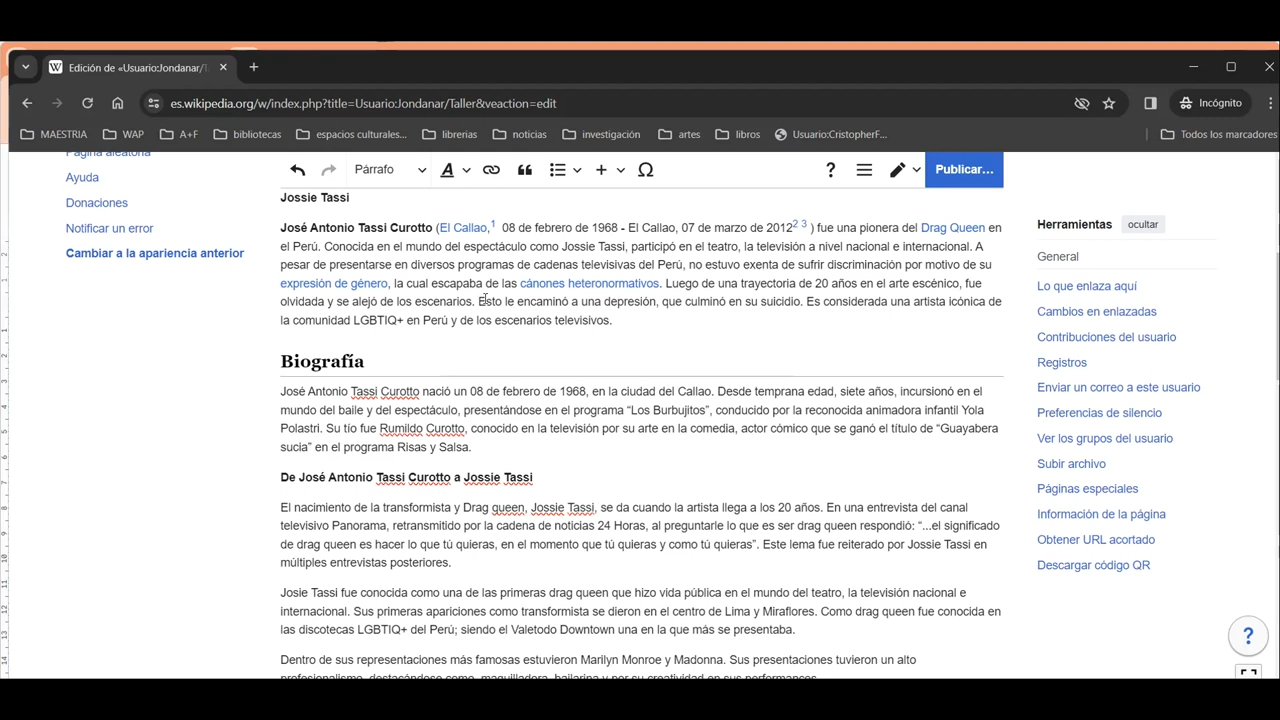 Edición de «Usuario:Jondanar/T
es.wikipedia.org/w/index.php?title=Usuario:Jondanar/Taller&veaction=edit
Incógnito
MAESTRIA WAP A+F bibliotecas espacios culturales... librerias noticias investigación artes libros Usuario:CristopherF... Todos los marcadores
Página aleatoria
Ayuda
Donaciones
Notificar un error
Cambiar a la apariencia anterior
Párrafo A Ω ? Publicar…
Jossie Tassi
José Antonio Tassi Curotto (El Callao,1 08 de febrero de 1968 - El Callao, 07 de marzo de 20122 3 ) fue una pionera del Drag Queen en
el Perú. Conocida en el mundo del espectáculo como Jossie Tassi, participó en el teatro, la televisión a nivel nacional e internacional. A
pesar de presentarse en diversos programas de cadenas televisivas del Perú, no estuvo exenta de sufrir discriminación por motivo de su
expresión de género, la cual escapaba de las cánones heteronormativos. Luego de una trayectoria de 20 años en el arte escénico, fue
olvidada y se alejó de los escenarios. Esto le encaminó a una depresión, que culminó en su suicidio. Es considerada una artista icónica de
la comunidad LGBTIQ+ en Perú y de los escenarios televisivos.
Biografía
José Antonio Tassi Curotto nació un 08 de febrero de 1968, en la ciudad del Callao. Desde temprana edad, siete años, incursionó en el
mundo del baile y del espectáculo, presentándose en el programa “Los Burbujitos”, conducido por la reconocida animadora infantil Yola
Polastri. Su tío fue Rumildo Curotto, conocido en la televisión por su arte en la comedia, actor cómico que se ganó el título de “Guayabera
sucia” en el programa Risas y Salsa.
De José Antonio Tassi Curotto a Jossie Tassi
El nacimiento de la transformista y Drag queen, Jossie Tassi, se da cuando la artista llega a los 20 años. En una entrevista del canal
televisivo Panorama, retransmitido por la cadena de noticias 24 Horas, al preguntarle lo que es ser drag queen respondió: “...el significado
de drag queen es hacer lo que tú quieras, en el momento que tú quieras y como tú quieras”. Este lema fue reiterado por Jossie Tassi en
múltiples entrevistas posteriores.
Josie Tassi fue conocida como una de las primeras drag queen que hizo vida pública en el mundo del teatro, la televisión nacional e
internacional. Sus primeras apariciones como transformista se dieron en el centro de Lima y Miraflores. Como drag queen fue conocida en
las discotecas LGBTIQ+ del Perú; siendo el Valetodo Downtown una en la que más se presentaba.
Dentro de sus representaciones más famosas estuvieron Marilyn Monroe y Madonna. Sus presentaciones tuvieron un alto
profesionalismo, destacándose como, maquilladora, bailarina y por su creatividad en sus performances.
Herramientas ocultar
General
Lo que enlaza aquí
Cambios en enlazadas
Contribuciones del usuario
Registros
Enviar un correo a este usuario
Preferencias de silencio
Ver los grupos del usuario
Subir archivo
Páginas especiales
Información de la página
Obtener URL acortado
Descargar código QR
?